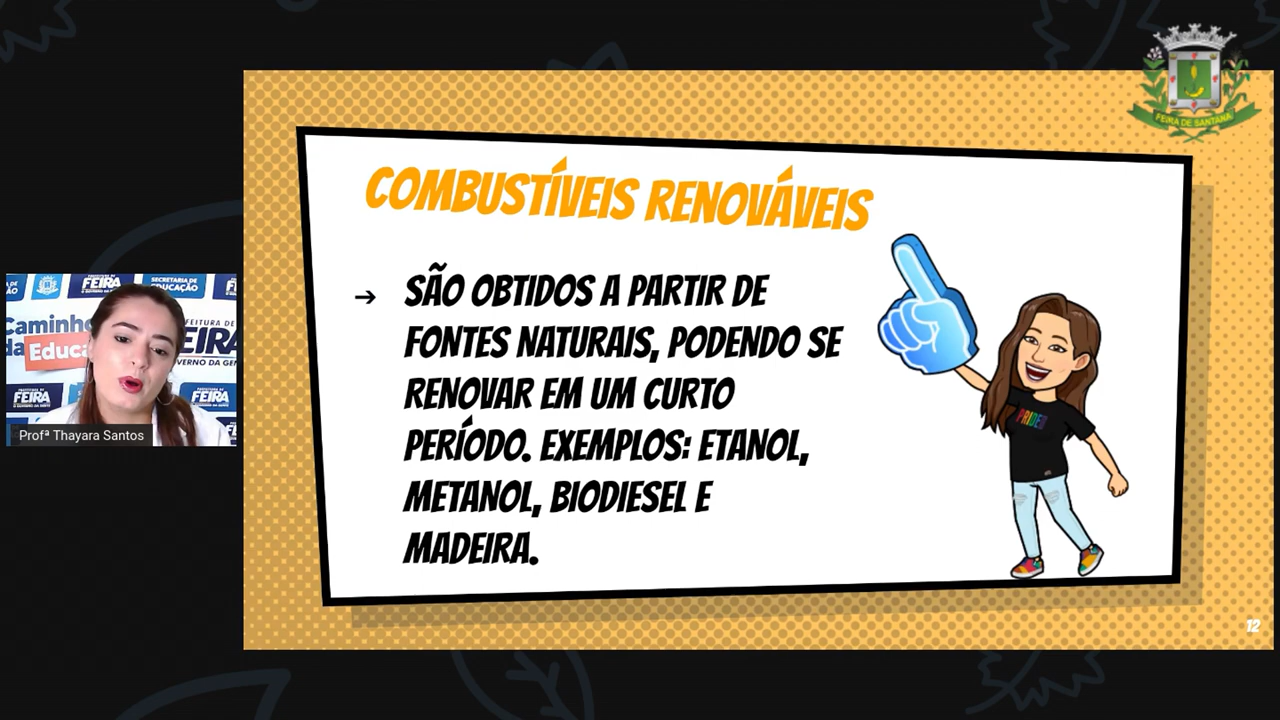 FEIRA DE SANTANA
COMBUSTÍVEIS RENOVÁVEIS
➔ SÃO OBTIDOS A PARTIR DE
FONTES NATURAIS, PODENDO SE
RENOVAR EM UM CURTO
PERÍODO. EXEMPLOS: ETANOL,
METANOL, BIODIESEL E
MADEIRA.
12
FEIRA
SECRETARIA DE
EDUCAÇÃO
Caminho
da Educa
FEIRA
FEIRA
Profª Thayara Santos